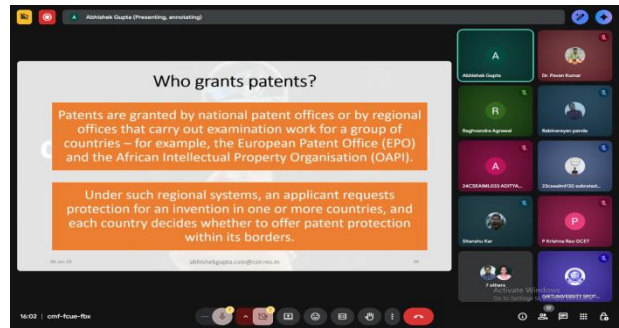 Abhishek Gupta (Presenting, annotating)
Who grants patents?
Patents are granted by national patent offices or by regional
offices that carry out examination work for a group of
countries – for example, the European Patent Office (EPO)
and the African Intellectual Property Organisation (OAPI).
Under such regional systems, an applicant requests
protection for an invention in one or more countries, and
each country decides whether to offer patent protection
within its borders.
abhishekgupta.csio@csir.res.in
A
Abhishek Gupta
Dr. Pavan Kumar
R
Raghvendra Agrawal
Rabinarayan panda
A
24CSEAIML033 ADITYA...
Sitanshu Kar
P
P Krishna Rao GCET
7 others
Activate Windows
Go to Settings
16:02 | cmf-fcue-fbx
17